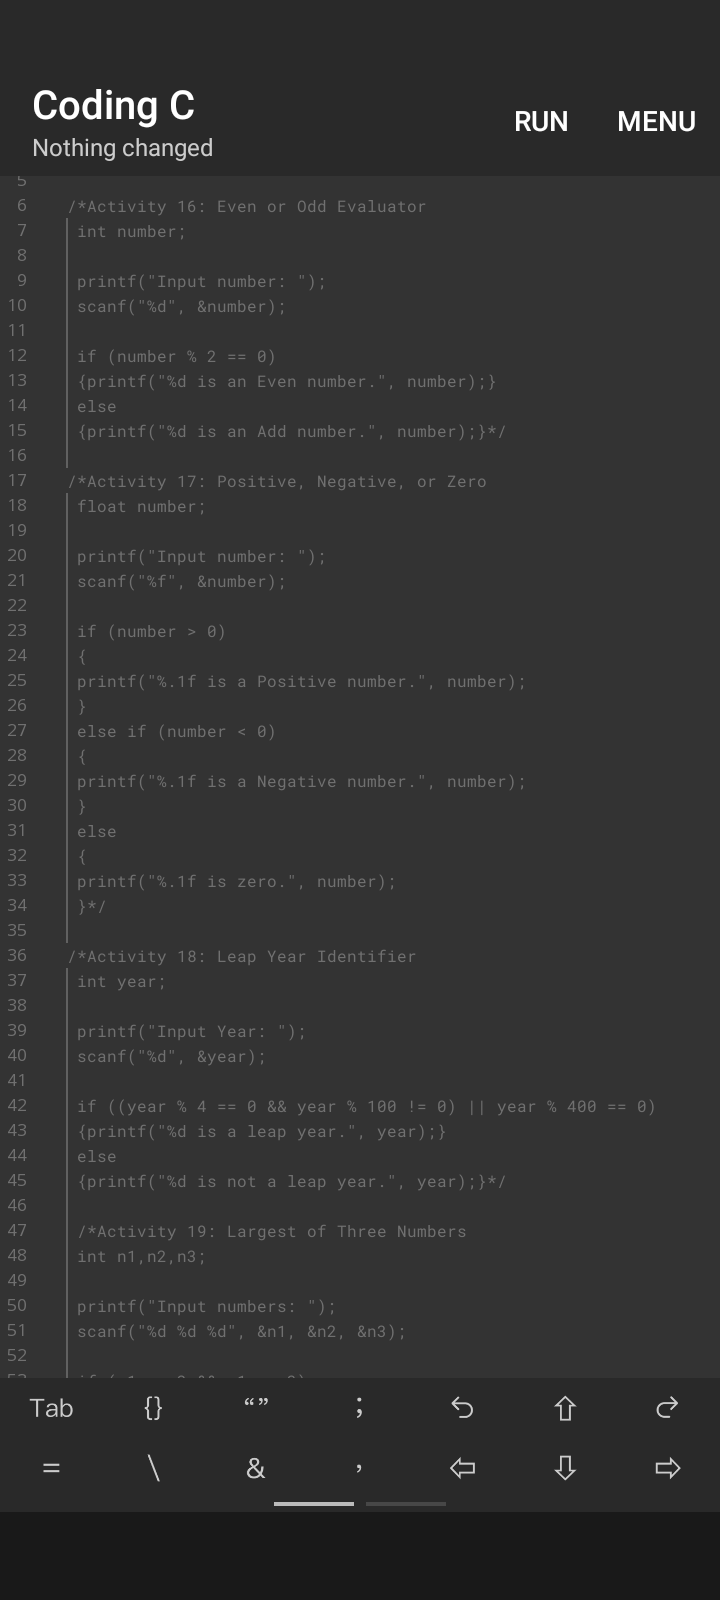 Coding C
Nothing changed
RUN MENU
5
6 /*Activity 16: Even or Odd Evaluator
7 int number;
8
9 printf("Input number: ");
10 scanf("%d", &number);
11
12 if (number % 2 == 0)
13 {printf("%d is an Even number.", number);}
14 else
15 {printf("%d is an Add number.", number);}*/
16
17 /*Activity 17: Positive, Negative, or Zero
18 float number;
19
20 printf("Input number: ");
21 scanf("%f", &number);
22
23 if (number > 0)
24 {
25 printf("%.1f is a Positive number.", number);
26 }
27 else if (number < 0)
28 {
29 printf("%.1f is a Negative number.", number);
30 }
31 else
32 {
33 printf("%.1f is zero.", number);
34 }*/
35
36 /*Activity 18: Leap Year Identifier
37 int year;
38
39 printf("Input Year: ");
40 scanf("%d", &year);
41
42 if ((year % 4 == 0 && year % 100 != 0) || year % 400 == 0)
43 {printf("%d is a leap year.", year);}
44 else
45 {printf("%d is not a leap year.", year);}*/
46
47 /*Activity 19: Largest of Three Numbers
48 int n1,n2,n3;
49
50 printf("Input numbers: ");
51 scanf("%d %d %d", &n1, &n2, &n3);
52
Tab {} “” ;
= \ & ,